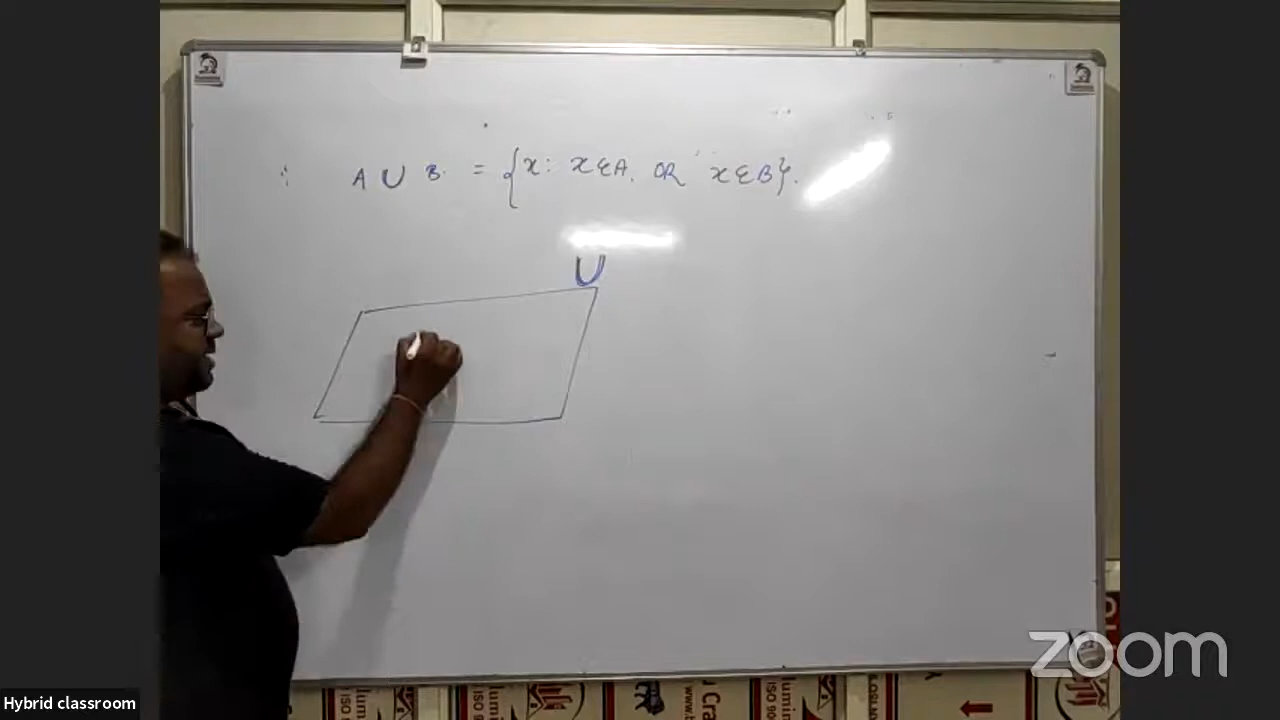 ∴ A ∪ B = {x : x ∈ A, OR x ∈ B}.
U
zoom
Hybrid classroom